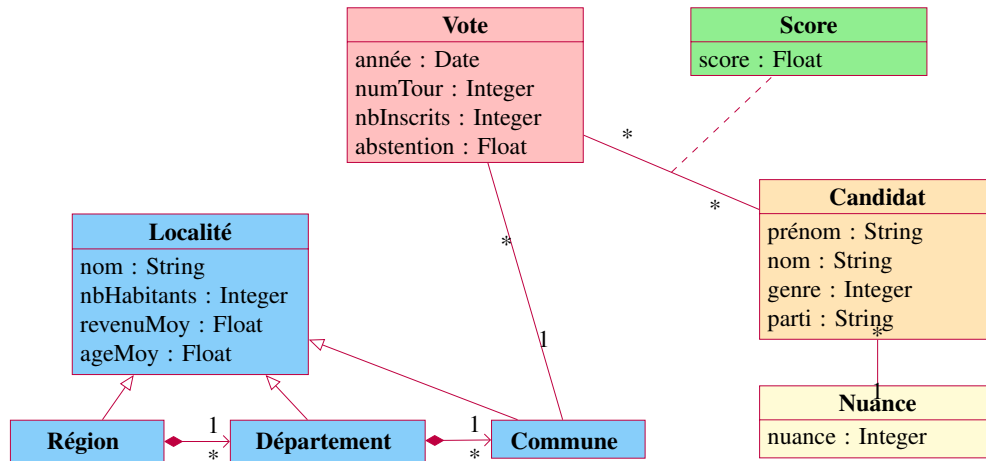 Vote
année : Date
numTour : Integer
nbInscrits : Integer
abstention : Float
Score
score : Float
*
*
Candidat
prénom : String
nom : String
genre : Integer
parti : String
*
1
Nuance
nuance : Integer
*
1
Localité
nom : String
nbHabitants : Integer
revenuMoy : Float
ageMoy : Float
Région
1
*
Département
1
*
Commune